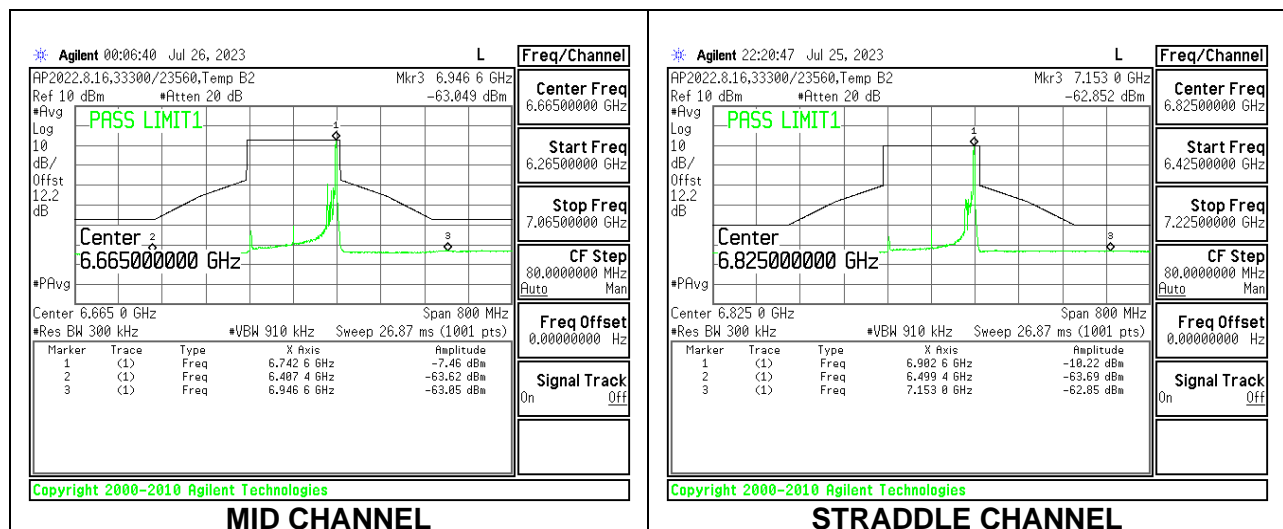 Agilent 00:06:40 Jul 26, 2023
L
AP2022.8.16,33300/23560,Temp B2
Mkr3 6.946 6 GHz
Ref 10 dBm
#Atten 20 dB
-63.049 dBm
#Avg
Log
10
dB/
Offst
12.2
dB
#PAvg
PASS LIMIT1
1
2
3
Center
6.665000000 GHz
Center 6.665 0 GHz
Span 800 MHz
#Res BW 300 kHz
#VBW 910 kHz
Sweep 26.87 ms (1001 pts)
Marker Trace Type X Axis Amplitude
1 (1) Freq 6.742 6 GHz -7.46 dBm
2 (1) Freq 6.407 4 GHz -63.62 dBm
3 (1) Freq 6.946 6 GHz -63.05 dBm
Freq/Channel
Center Freq
6.66500000 GHz
Start Freq
6.26500000 GHz
Stop Freq
7.06500000 GHz
CF Step
80.0000000 MHz
Auto Man
Freq Offset
0.00000000 Hz
Signal Track
On Off
Copyright 2000-2010 Agilent Technologies
MID CHANNEL
Agilent 22:20:47 Jul 25, 2023
L
AP2022.8.16,33300/23560,Temp B2
Mkr3 7.153 0 GHz
Ref 10 dBm
#Atten 20 dB
-62.852 dBm
#Avg
Log
10
dB/
Offst
12.2
dB
#PAvg
PASS LIMIT1
1
3
Center
6.825000000 GHz
Center 6.825 0 GHz
Span 800 MHz
#Res BW 300 kHz
#VBW 910 kHz
Sweep 26.87 ms (1001 pts)
Marker Trace Type X Axis Amplitude
1 (1) Freq 6.902 6 GHz -10.22 dBm
2 (1) Freq 6.499 4 GHz -63.69 dBm
3 (1) Freq 7.153 0 GHz -62.85 dBm
Freq/Channel
Center Freq
6.82500000 GHz
Start Freq
6.42500000 GHz
Stop Freq
7.22500000 GHz
CF Step
80.0000000 MHz
Auto Man
Freq Offset
0.00000000 Hz
Signal Track
On Off
Copyright 2000-2010 Agilent Technologies
STRADDLE CHANNEL